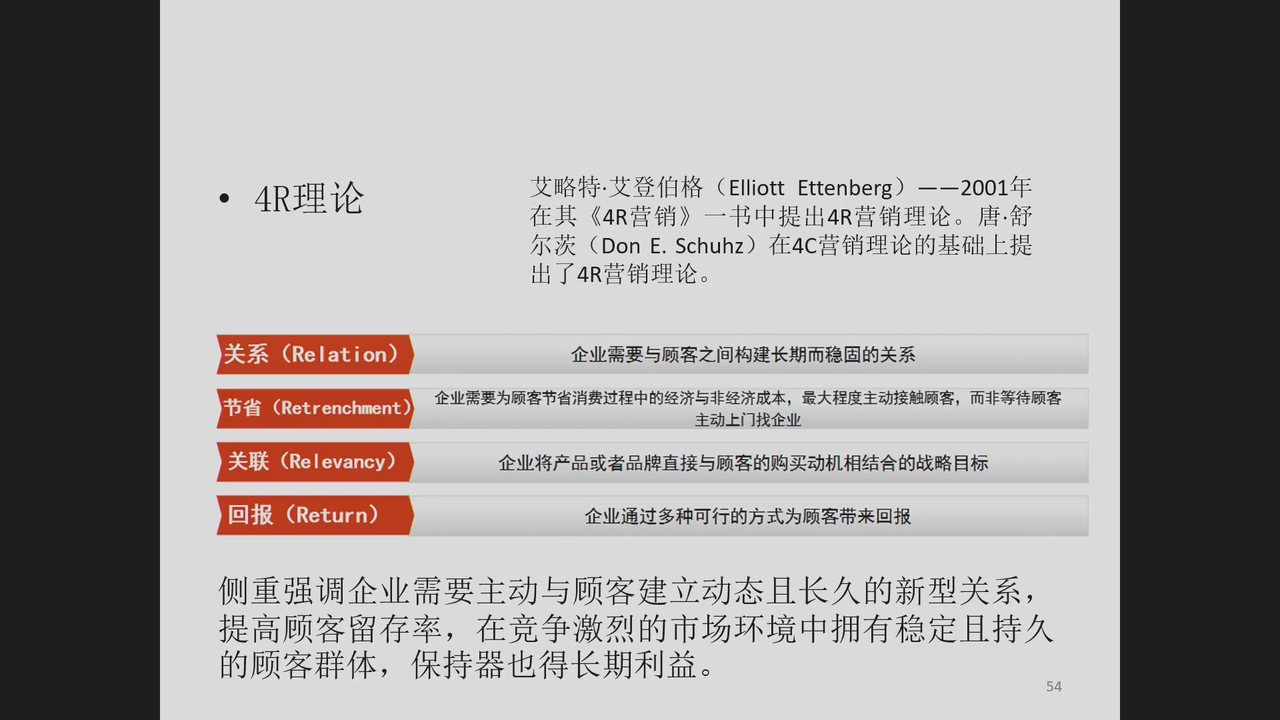 • 4R理论
艾略特·艾登伯格（Elliott Ettenberg）——2001年
在其《4R营销》一书中提出4R营销理论。唐·舒
尔茨（Don E. Schuhz）在4C营销理论的基础上提
出了4R营销理论。
关系（Relation）
企业需要与顾客之间构建长期而稳固的关系
节省（Retrenchment）
企业需要为顾客节省消费过程中的经济与非经济成本，最大程度主动接触顾客，而非等待顾客
主动上门找企业
关联（Relevancy）
企业将产品或者品牌直接与顾客的购买动机相结合的战略目标
回报（Return）
企业通过多种可行的方式为顾客带来回报
侧重强调企业需要主动与顾客建立动态且长久的新型关系，
提高顾客留存率，在竞争激烈的市场环境中拥有稳定且持久
的顾客群体，保持器也得长期利益。
54